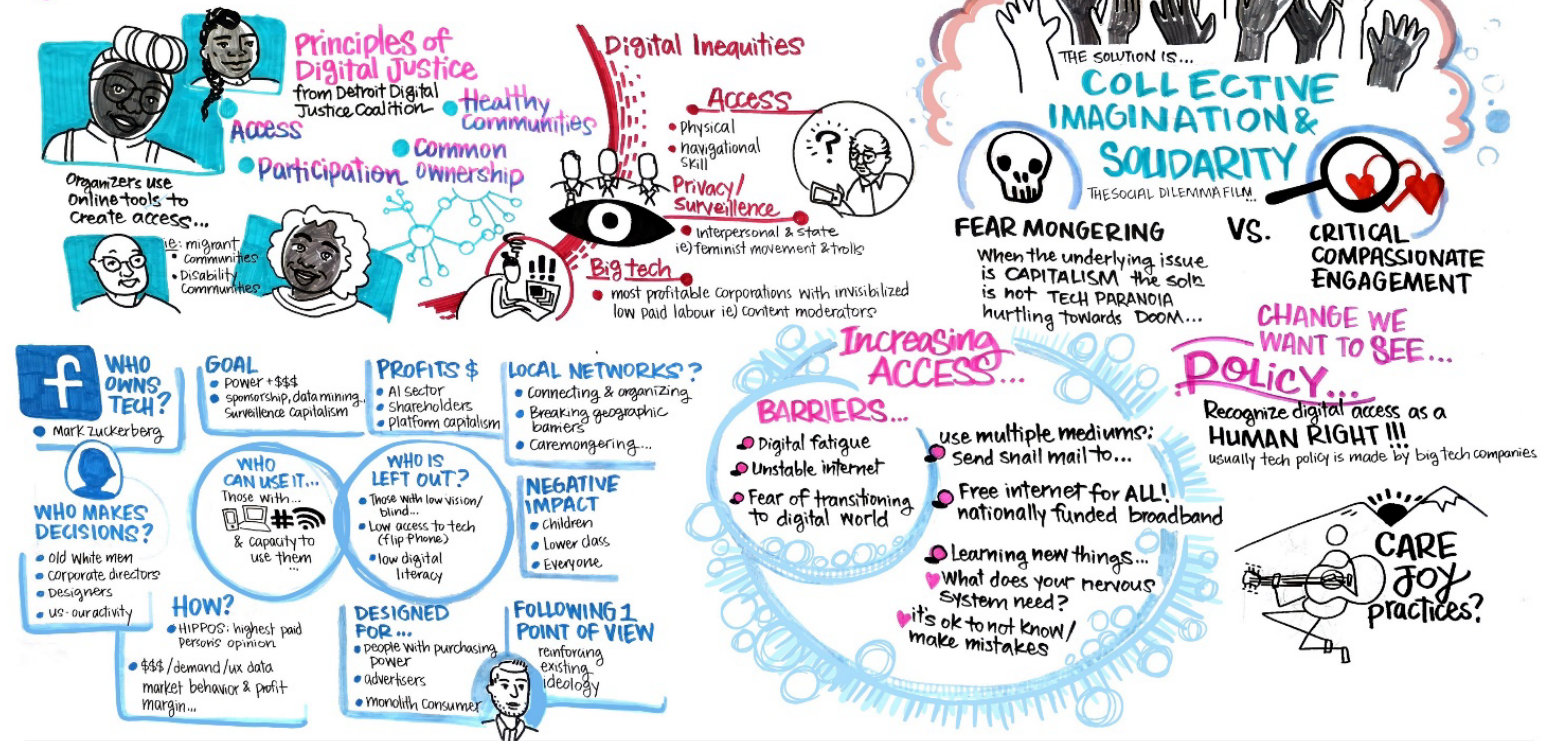 Principles of
Digital Justice
from Detroit Digital
Justice Coalition
Access
Healthy
communities
Common
ownership
Participation
Organizers use
online tools to
create access...
ie: migrant
communities
Disability
Communities
Digital Inequities
Access
Physical
navigational
skill
?
Privacy/
Surveillence
interpersonal & state
ie) feminist movement & trolls
Big tech
most profitable corporations with invisibilized
low paid labour ie) content moderators
!!!
THE SOLUTION IS...
COLLECTIVE
IMAGINATION &
SOLIDARITY
THE SOCIAL DILEMMA FILM...
FEAR MONGERING
When the underlying issue
is CAPITALISM the soln
is not TECH PARANOIA
hurtling towards DOOM...
VS.
CRITICAL
COMPASSIONATE
ENGAGEMENT
f
WHO
OWNS
TECH?
Mark zuckerberg
GOAL
Power + $$$
sponsorship, data mining,
surveillence capitalism
PROFITS $
AI sector
shareholders
Platform capitalism
LOCAL NETWORKS?
Connecting & organizing
Breaking geographic
barriers
Caremongering...
WHO MAKES
DECISIONS?
old white men
corporate directors
Designers
us - our activity
WHO
CAN USE IT...
Those with...
#
& capacity to
use them
...
WHO IS
LEFT OUT?
Those with low vision/
blind...
Low access to tech
(flip phone)
low digital
literacy
NEGATIVE
IMPACT
Children
Lower class
Everyone
HOW?
HIPPOS: highest paid
person's opinion
$$$/demand/ux data
market behavior & profit
margin...
DESIGNED
FOR...
people with purchasing
power
advertisers
monolith consumer
FOLLOWING 1
POINT OF VIEW
reinforcing
existing
ideology
Increasing
ACCESS...
BARRIERS...
Digital fatigue
Unstable internet
Fear of transitioning
to digital world
use multiple mediums:
send snail mail to...
Free internet for ALL!
nationally funded broadband
Learning new things...
What does your nervous
system need?
it's ok to not know/
make mistakes
CHANGE WE
WANT TO SEE...
POLICY...
Recognize digital access as a
HUMAN RIGHT!!!
usually tech policy is made by big tech companies
CARE
JOY
practices?